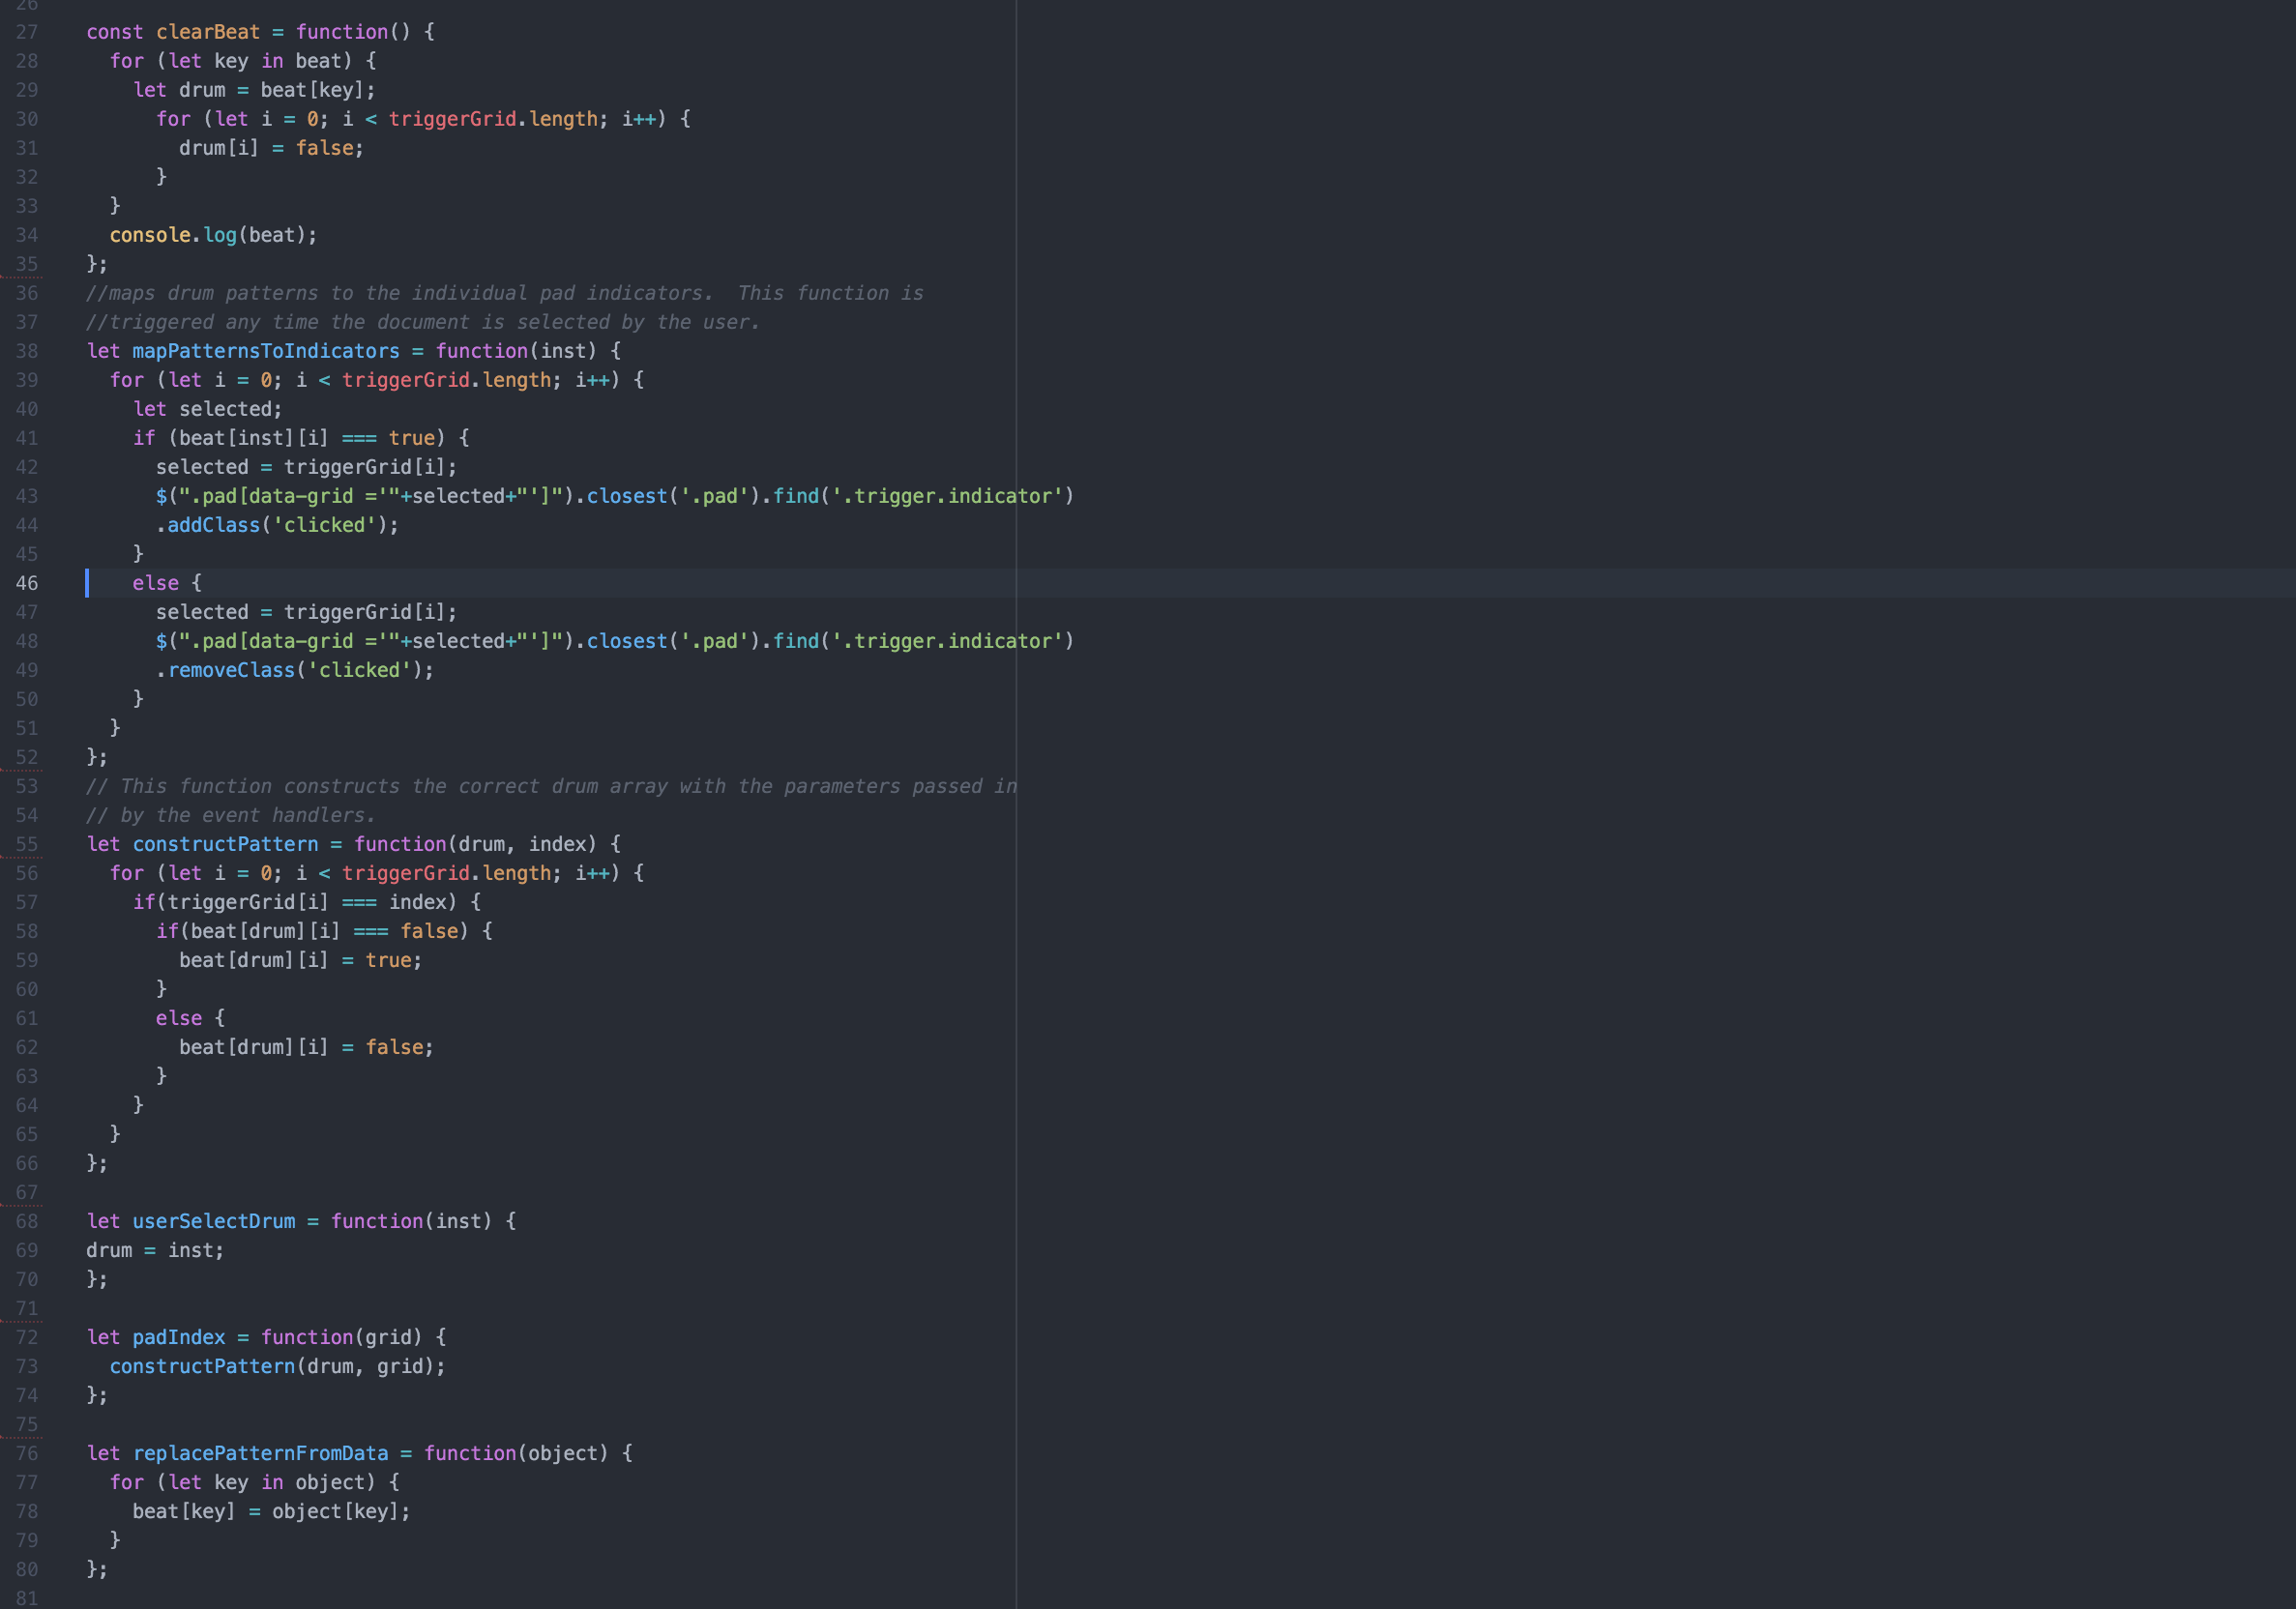 26
27 const clearBeat = function() {
28   for (let key in beat) {
29     let drum = beat[key];
30       for (let i = 0; i < triggerGrid.length; i++) {
31         drum[i] = false;
32       }
33   }
34   console.log(beat);
35 };
36 //maps drum patterns to the individual pad indicators.  This function is
37 //triggered any time the document is selected by the user.
38 let mapPatternsToIndicators = function(inst) {
39   for (let i = 0; i < triggerGrid.length; i++) {
40     let selected;
41     if (beat[inst][i] === true) {
42       selected = triggerGrid[i];
43       $(".pad[data-grid ='"+selected+"']").closest('.pad').find('.trigger.indicator')
44       .addClass('clicked');
45     }
46     else {
47       selected = triggerGrid[i];
48       $(".pad[data-grid ='"+selected+"']").closest('.pad').find('.trigger.indicator')
49       .removeClass('clicked');
50     }
51   }
52 };
53 // This function constructs the correct drum array with the parameters passed in
54 // by the event handlers.
55 let constructPattern = function(drum, index) {
56   for (let i = 0; i < triggerGrid.length; i++) {
57     if(triggerGrid[i] === index) {
58       if(beat[drum][i] === false) {
59         beat[drum][i] = true;
60       }
61       else {
62         beat[drum][i] = false;
63       }
64     }
65   }
66 };
67
68 let userSelectDrum = function(inst) {
69 drum = inst;
70 };
71
72 let padIndex = function(grid) {
73   constructPattern(drum, grid);
74 };
75
76 let replacePatternFromData = function(object) {
77   for (let key in object) {
78     beat[key] = object[key];
79   }
80 };
81